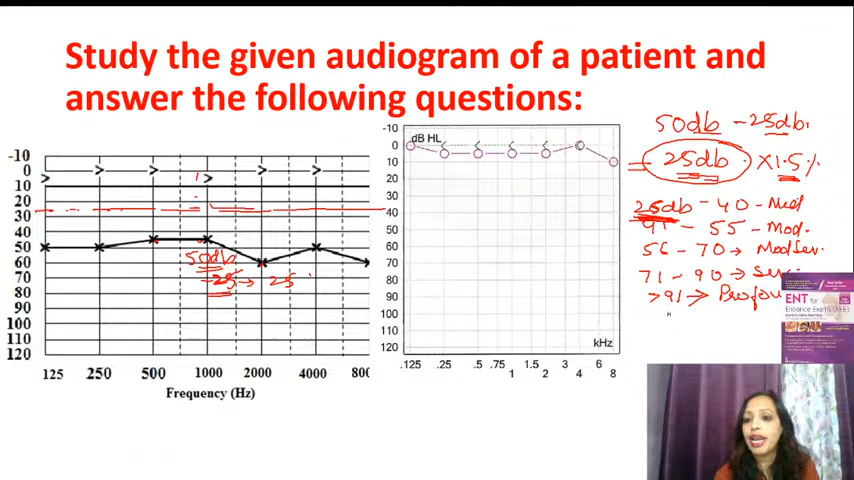 Study the given audiogram of a patient and
answer the following questions:
50db - 25db.
25db. X 1.5%
25db - 40 - Mild
41 - 55 - Mod.
56 - 70 → ModSev.
71 - 90 → Sev.
>91 → Profou
-10
0
10
20
30
40
50
60
70
80
90
100
110
120
50db
-25 → 25
125 250 500 1000 2000 4000 800
Frequency (Hz)
dB HL
-10
0
10
20
30
40
50
60
70
80
90
100
110
120
kHz
.125 .25 .5 .75 1.5 3 6
1 2 4 8
ENT for
Entrance Exams (EEE)